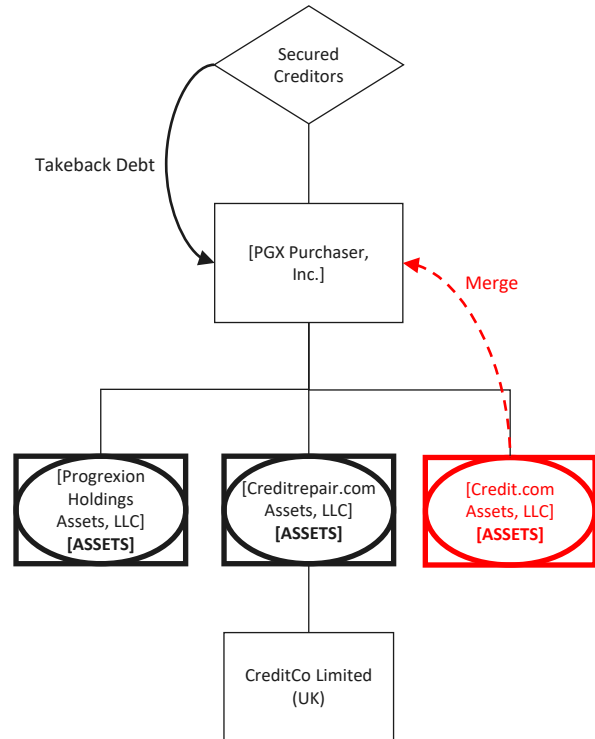 Secured
Creditors
Takeback Debt
[PGX Purchaser,
Inc.]
Merge
[Progrexion
Holdings
Assets, LLC]
[ASSETS]
[Creditrepair.com
Assets, LLC]
[ASSETS]
[Credit.com
Assets, LLC]
[ASSETS]
CreditCo Limited
(UK)